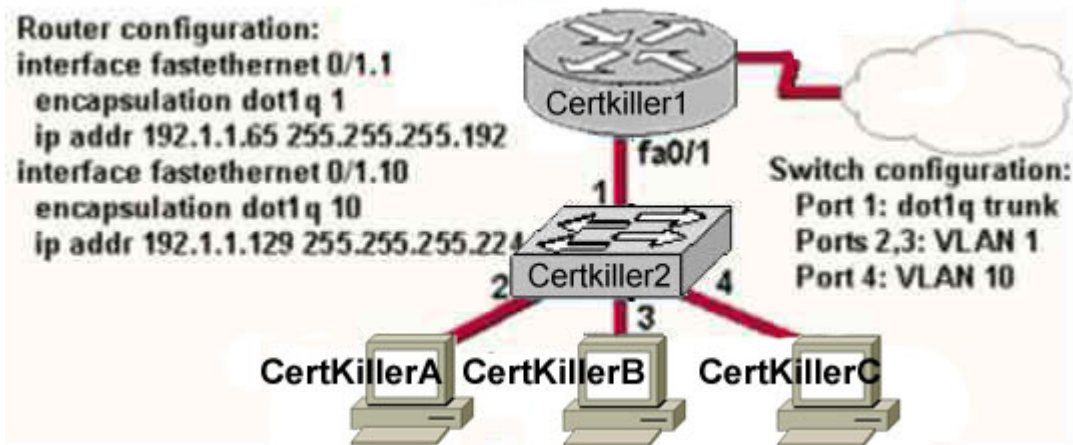 Router configuration:
interface fastethernet 0/1.1
encapsulation dot1q 1
ip addr 192.1.1.65 255.255.255.192
interface fastethernet 0/1.10
encapsulation dot1q 10
ip addr 192.1.1.129 255.255.255.224
Certkiller1
fa0/1
Switch configuration:
Port 1: dot1q trunk
Ports 2,3: VLAN 1
Port 4: VLAN 10
1
Certkiller2
2
3
4
CertKillerA
CertKillerB
CertKillerC